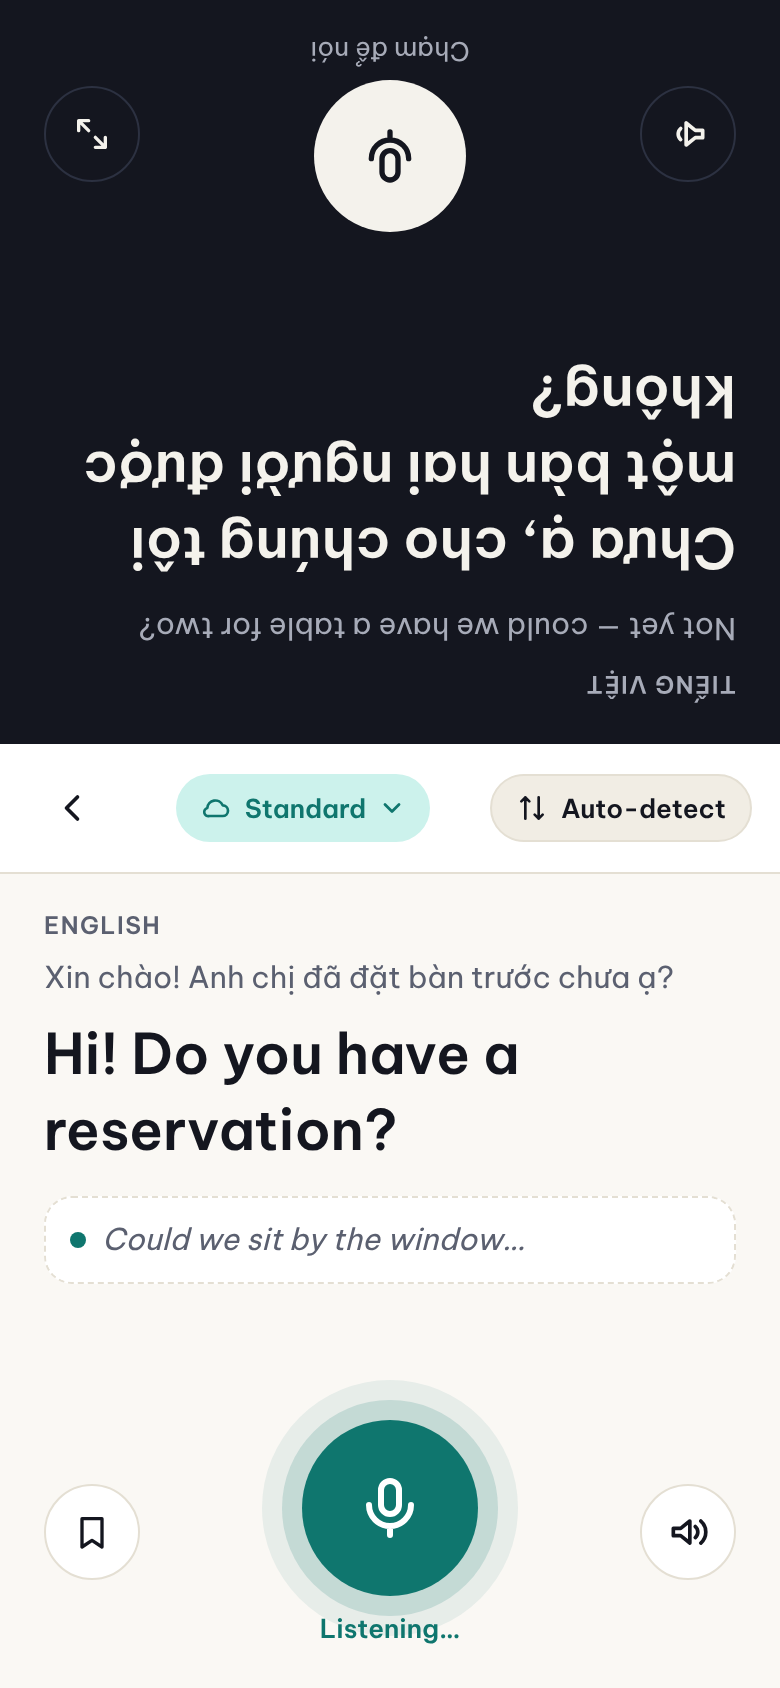 TIẾNG VIỆT
Not yet – could we have a table for two?
Chưa ạ, cho chúng tôi
một bàn hai người được
không?
Chạm để nói
Standard
Auto-detect
ENGLISH
Xin chào! Anh chị đã đặt bàn trước chưa ạ?
Hi! Do you have a
reservation?
Could we sit by the window...
Listening...